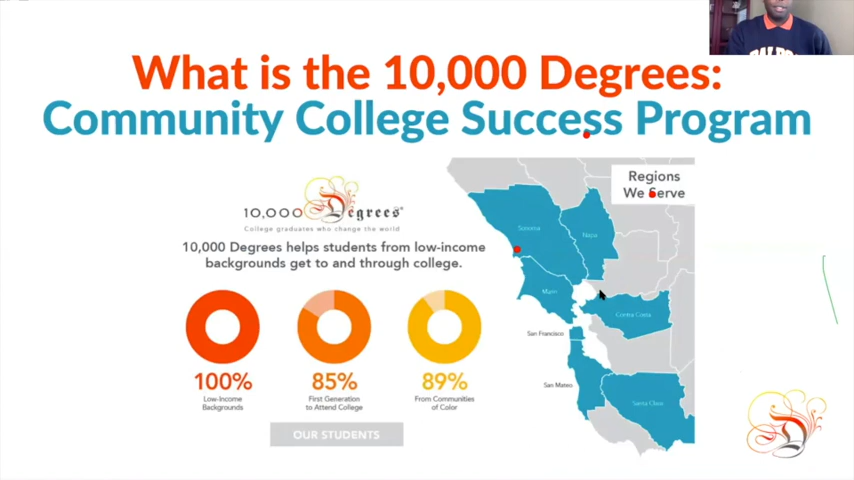 What is the 10,000 Degrees:
Community College Success Program
10,000 Degrees®
College graduates who change the world
10,000 Degrees helps students from low-income
backgrounds get to and through college.
100%
Low-Income
Backgrounds
85%
First Generation
to Attend College
89%
From Communities
of Color
OUR STUDENTS
Regions
We Serve
Sonoma
Napa
Marin
Contra Costa
San Francisco
San Mateo
Santa Clara